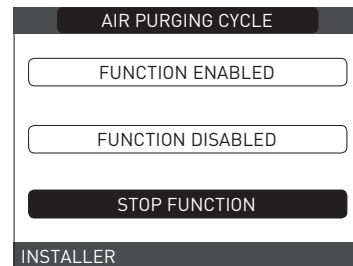 AIR PURGING CYCLE
FUNCTION ENABLED
FUNCTION DISABLED
STOP FUNCTION
INSTALLER